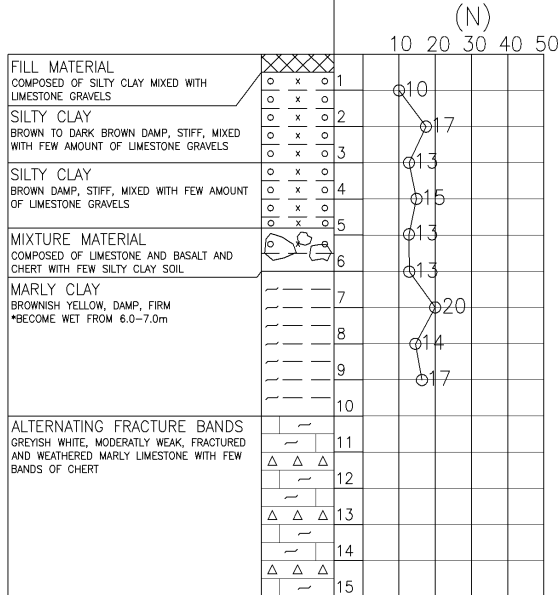 (N)
10 20 30 40 50
FILL MATERIAL
COMPOSED OF SILTY CLAY MIXED WITH
LIMESTONE GRAVELS
SILTY CLAY
BROWN TO DARK BROWN DAMP, STIFF, MIXED
WITH FEW AMOUNT OF LIMESTONE GRAVELS
SILTY CLAY
BROWN DAMP, STIFF, MIXED WITH FEW AMOUNT
OF LIMESTONE GRAVELS
MIXTURE MATERIAL
COMPOSED OF LIMESTONE AND BASALT AND
CHERT WITH FEW SILTY CLAY SOIL
MARLY CLAY
BROWNISH YELLOW, DAMP, FIRM
*BECOME WET FROM 6.0-7.0m
ALTERNATING FRACTURE BANDS
GREYISH WHITE, MODERATLY WEAK, FRACTURED
AND WEATHERED MARLY LIMESTONE WITH FEW
BANDS OF CHERT
1
2
3
4
5
6
7
8
9
10
11
12
13
14
15
10
17
13
15
13
13
20
14
17